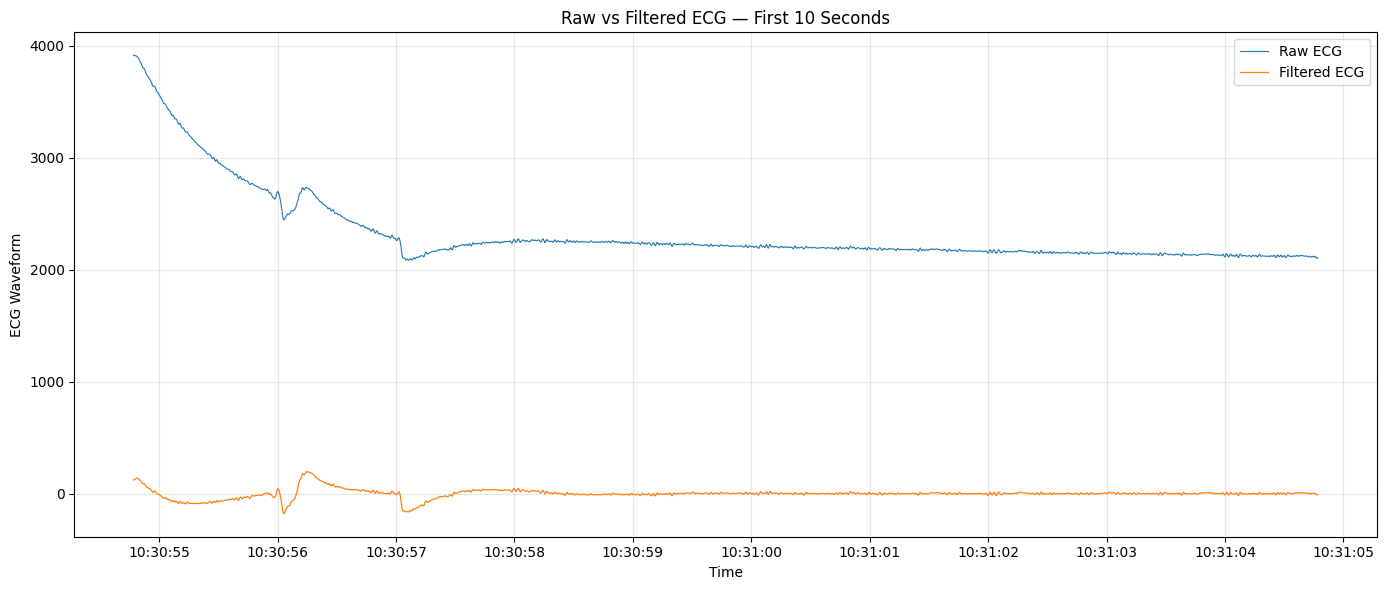 Raw vs Filtered ECG — First 10 Seconds
Raw ECG
Filtered ECG
ECG Waveform
4000
3000
2000
1000
0
10:30:55 10:30:56 10:30:57 10:30:58 10:30:59 10:31:00 10:31:01 10:31:02 10:31:03 10:31:04 10:31:05
Time